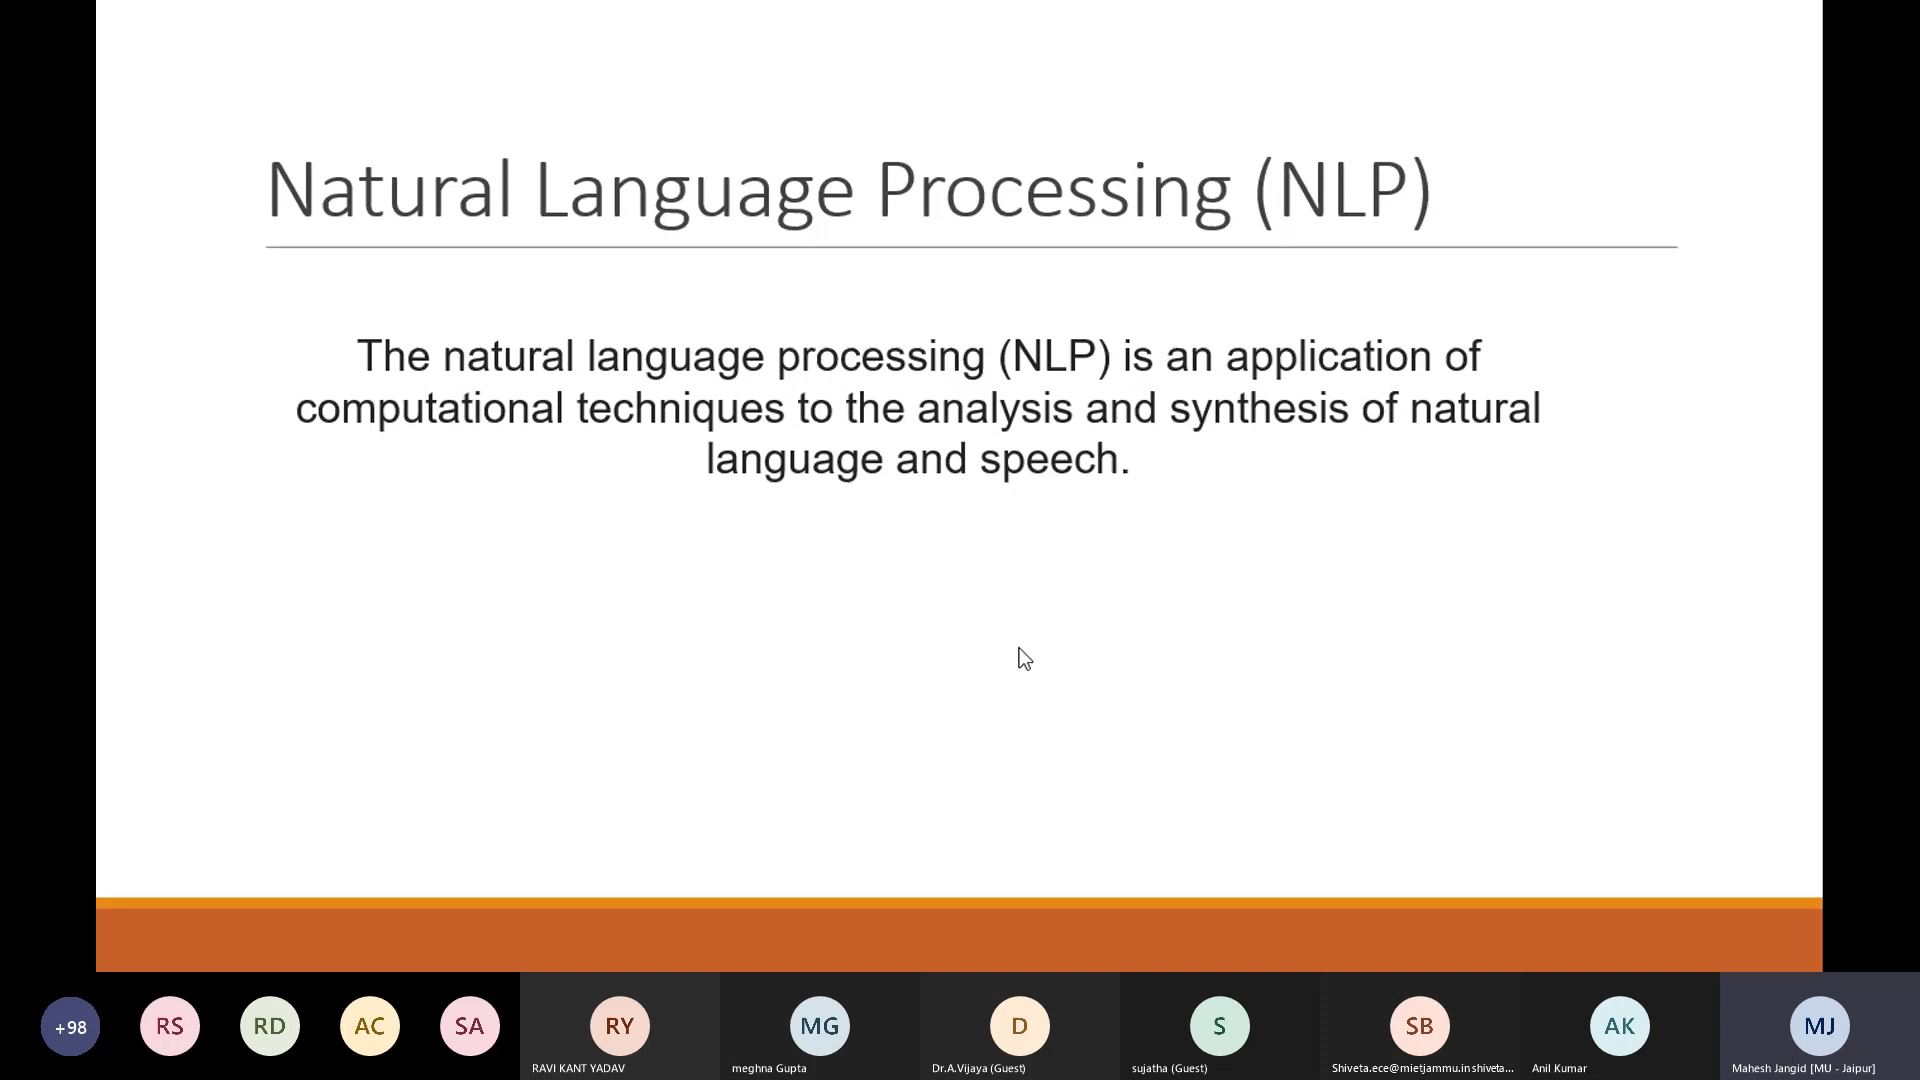 Natural Language Processing (NLP)
The natural language processing (NLP) is an application of
computational techniques to the analysis and synthesis of natural
language and speech.
+98
RS
RD
AC
SA
RY
MG
D
S
SB
AK
MJ
RAVI KANT YADAV
meghna Gupta
Dr.A.Vijaya (Guest)
sujatha (Guest)
Shiveta.ece@mietjammu.in shiveta...
Anil Kumar
Mahesh Jangid [MU - Jaipur]